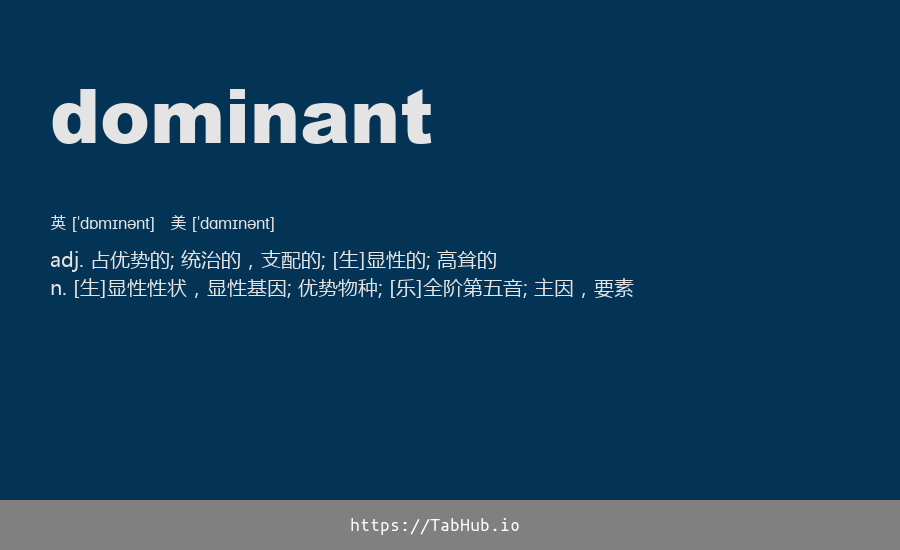 dominant
英 [ˈdɒmɪnənt] 美 [ˈdɑmɪnənt]
adj. 占优势的; 统治的，支配的; [生]显性的; 高耸的
n. [生]显性性状，显性基因; 优势物种; [乐]全阶第五音; 主因，要素
https://TabHub.io